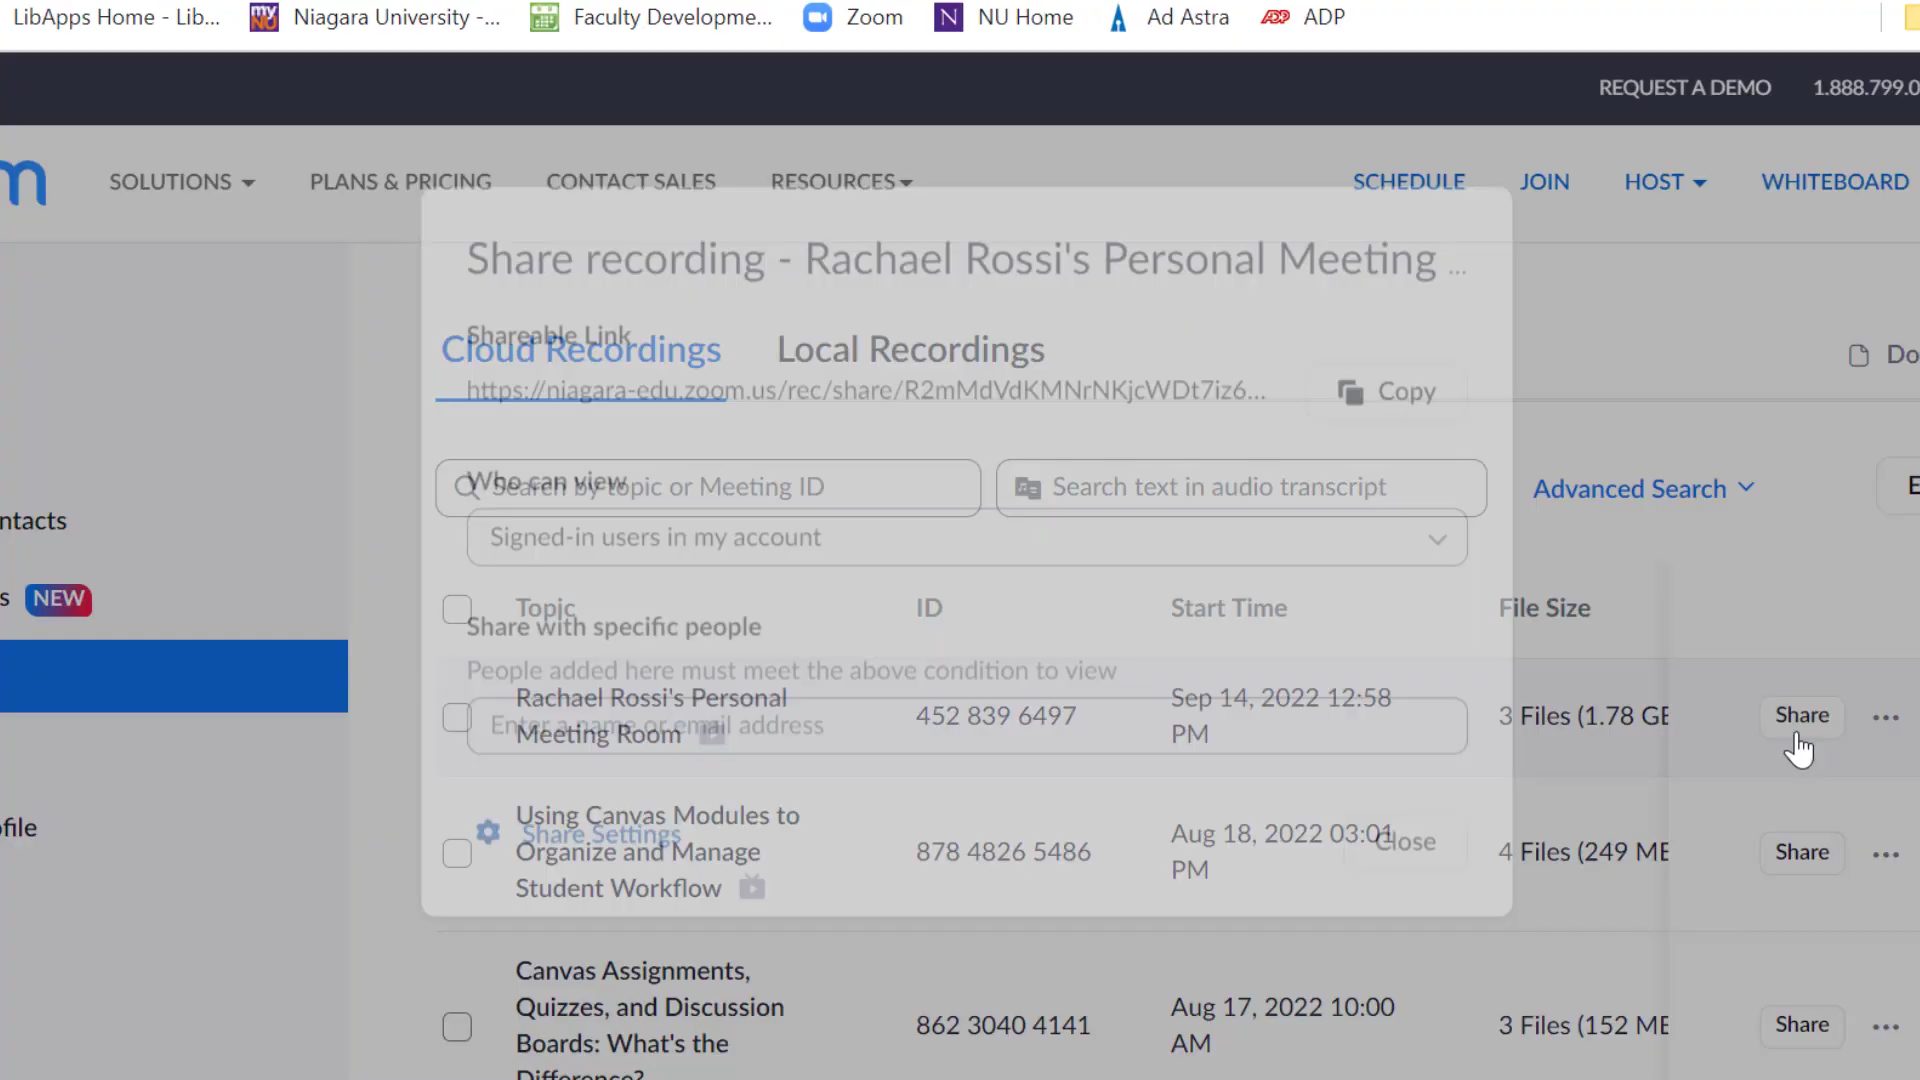 LibApps Home - Lib...
Niagara University -...
Faculty Developme...
Zoom
NU Home
Ad Astra
ADP
REQUEST A DEMO
1.888.799.0
m
SOLUTIONS
PLANS & PRICING
CONTACT SALES
RESOURCES
SCHEDULE
JOIN
HOST
WHITEBOARD
Share recording - Rachael Rossi's Personal Meeting ...
Shareable Link
Cloud Recordings
Local Recordings
Do
https://niagara-edu.zoom.us/rec/share/R2mMdVdKMNrNKjcWDt7iz6...
Copy
Who can view
Search by topic or Meeting ID
Search text in audio transcript
Advanced Search
E
ntacts
Signed-in users in my account
s NEW
Topic
ID
Start Time
File Size
Share with specific people
People added here must meet the above condition to view
Rachael Rossi's Personal
Meeting Room
452 839 6497
Sep 14, 2022 12:58
PM
3 Files (1.78 GB
Share
Enter a name or email address
Using Canvas Modules to
Organize and Manage
Student Workflow
878 4826 5486
Aug 18, 2022 03:01
PM
4 Files (249 MB
Share
Share Settings
Close
ofile
Canvas Assignments,
Quizzes, and Discussion
Boards: What's the
Difference?
862 3040 4141
Aug 17, 2022 10:00
AM
3 Files (152 MB
Share